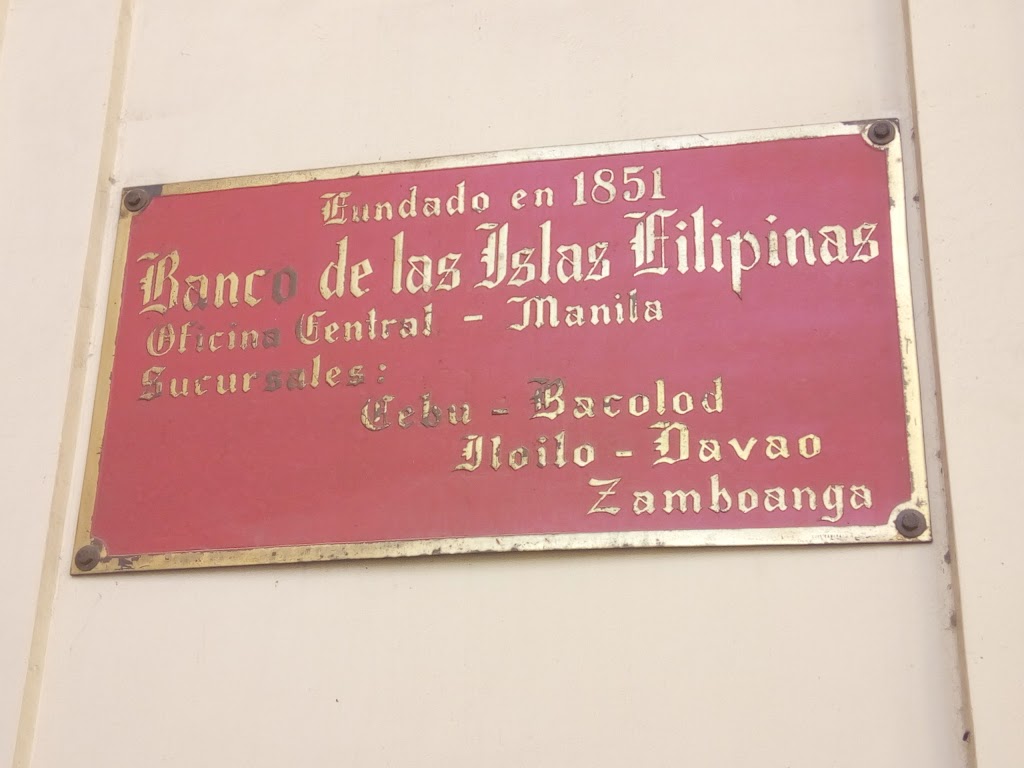 Fundado en 1851
Banco de las Islas Filipinas
Oficina Central - Manila
Sucursales:
Cebu - Bacolod
Iloilo - Davao
Zamboanga